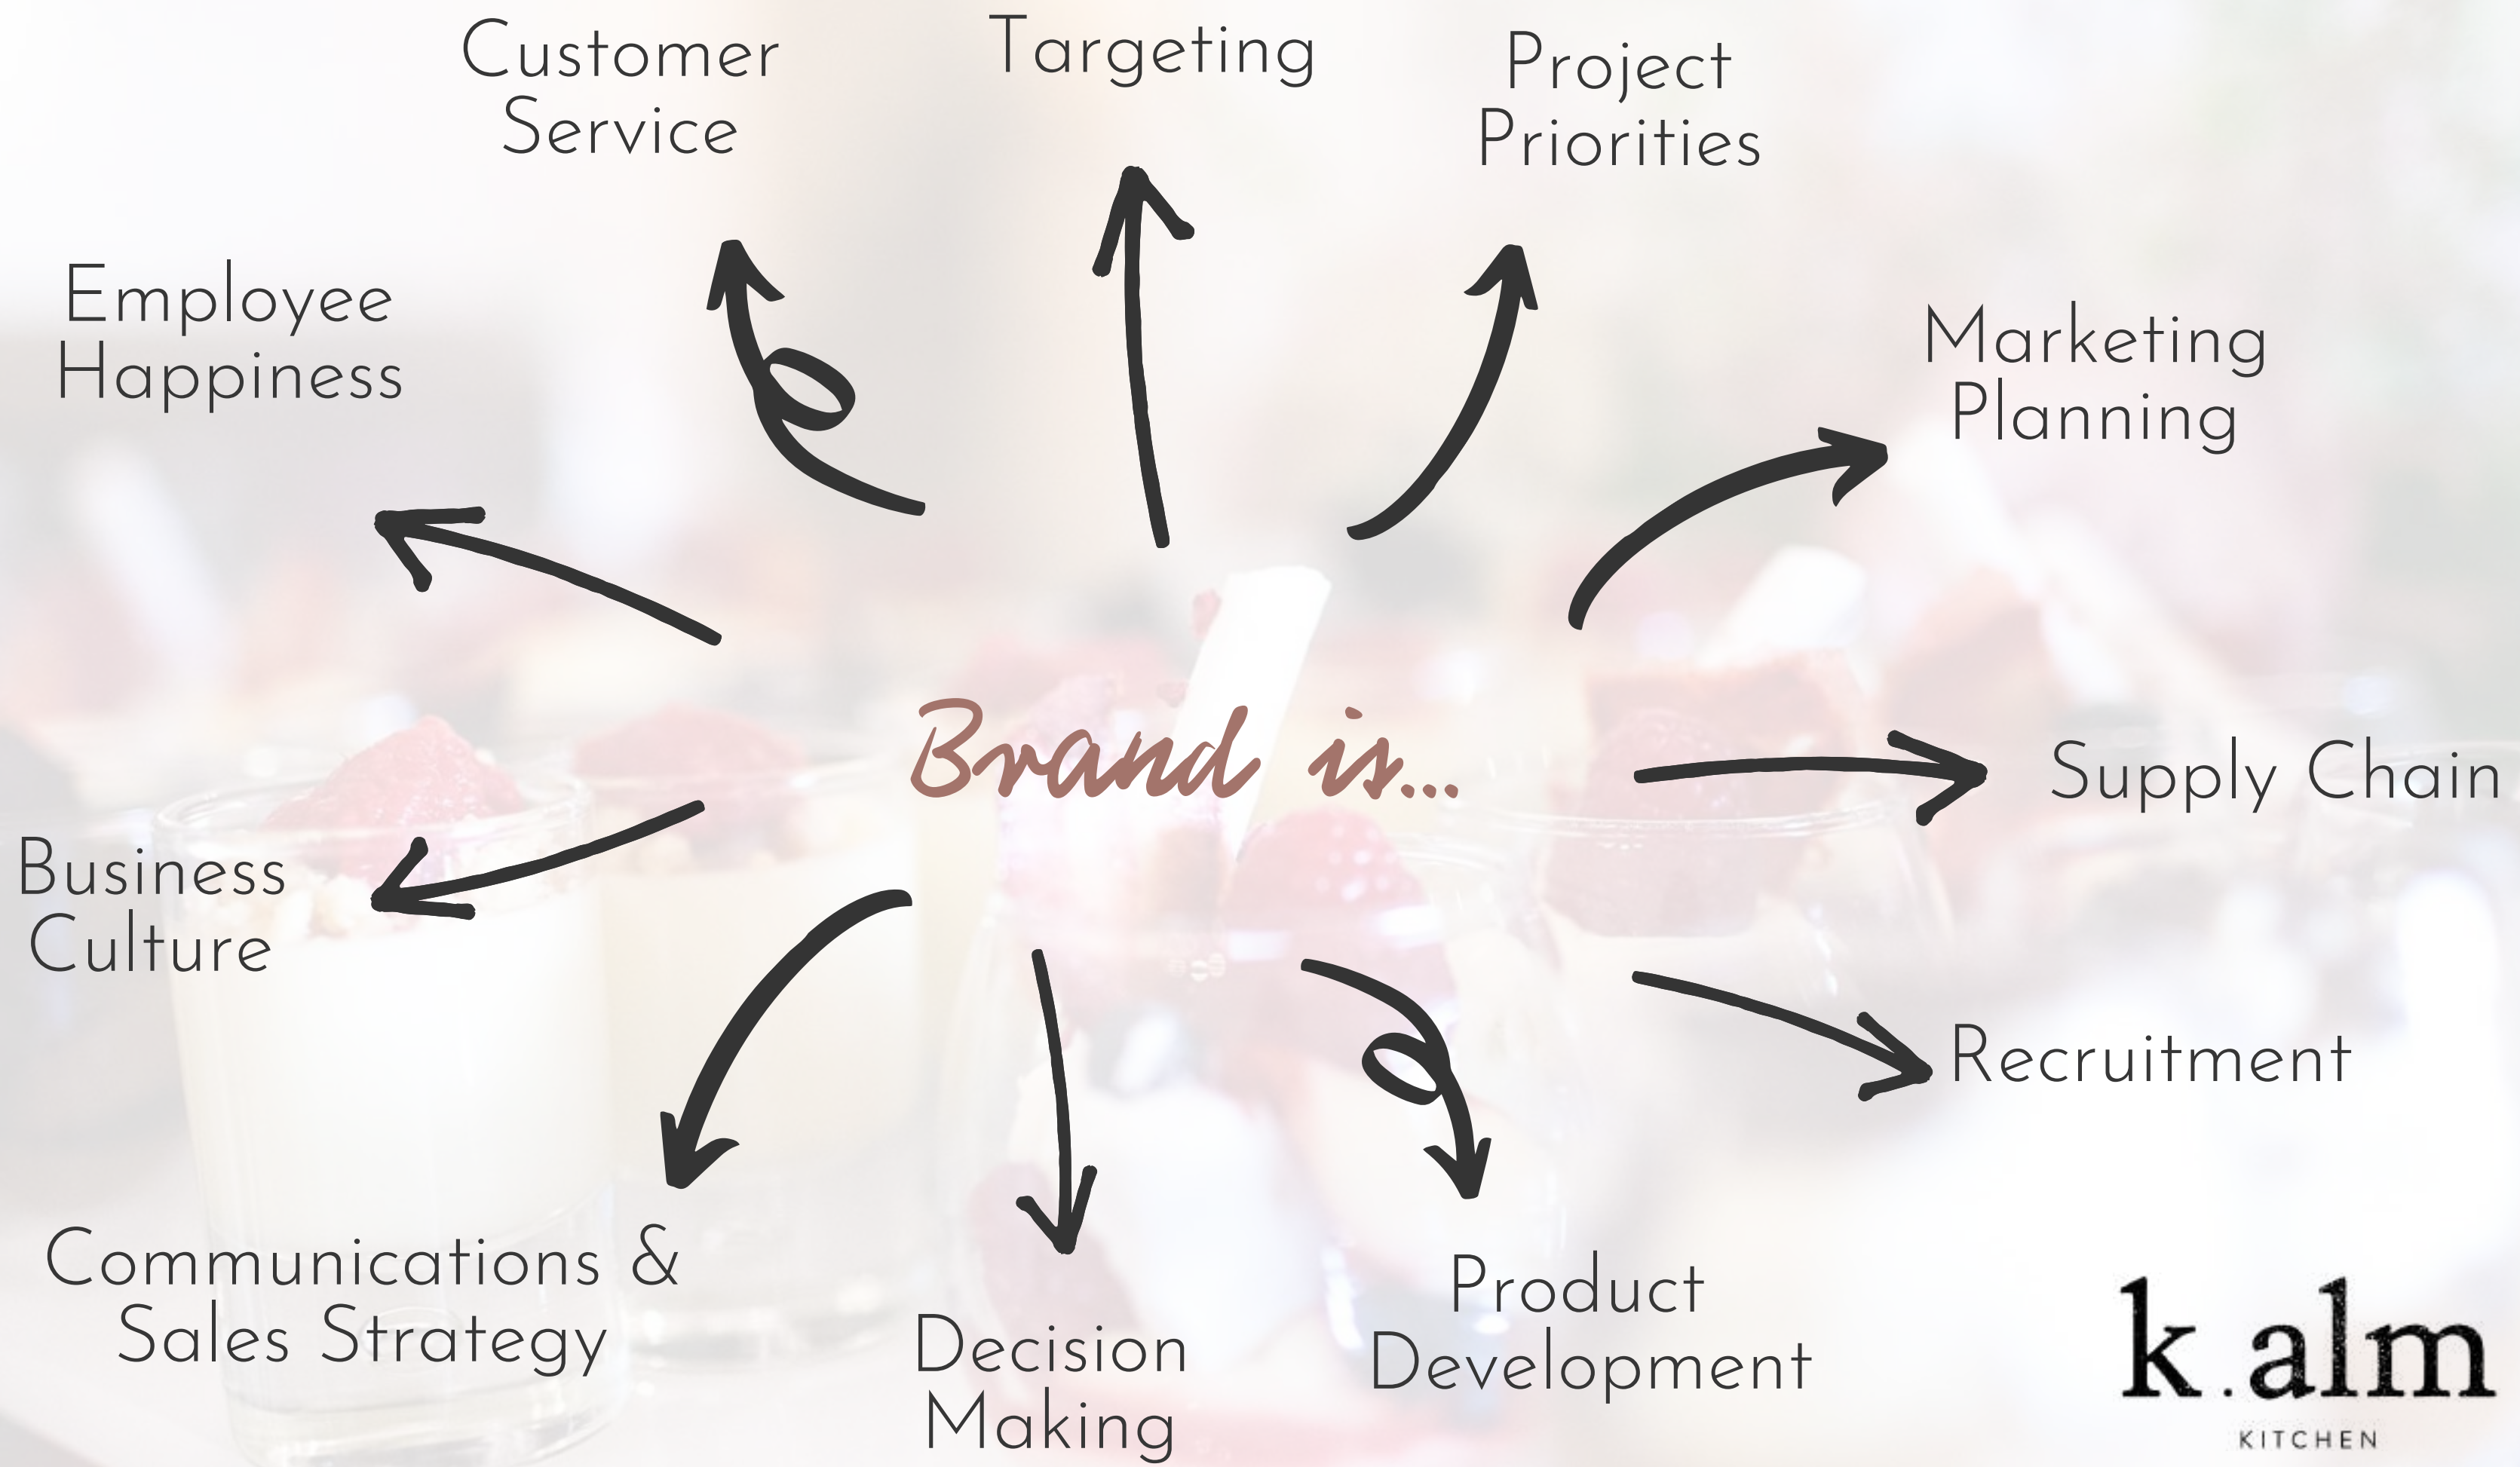 Customer
Service
Targeting
Project
Priorities
Employee
Happiness
Marketing
Planning
Brand is...
Supply Chain
Business
Culture
Recruitment
Communications &
Sales Strategy
Decision
Making
Product
Development
k.alm
KITCHEN